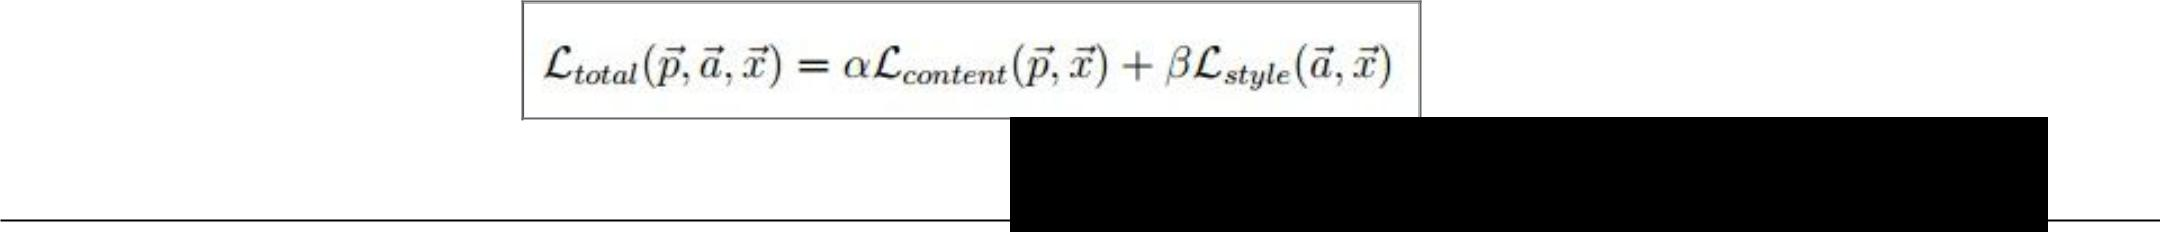 ℒ_total(p⃗, a⃗, x⃗) = αℒ_content(p⃗, x⃗) + βℒ_style(a⃗, x⃗)